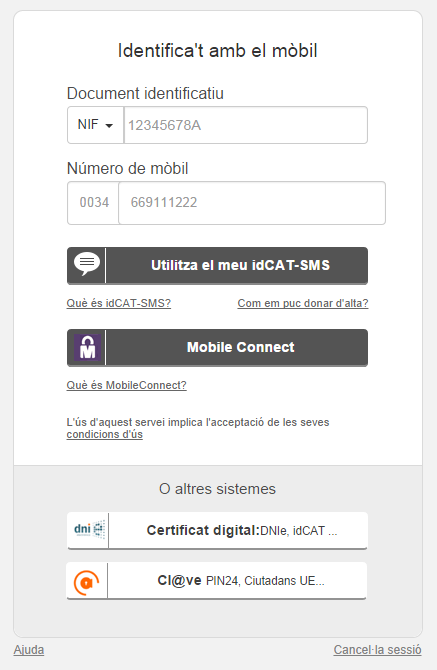 Identifica't amb el mòbil
Document identificatiu
NIF 12345678A
Número de mòbil
0034 669111222
Utilitza el meu idCAT-SMS
Què és idCAT-SMS? Com em puc donar d'alta?
M Mobile Connect
Què és MobileConnect?
L'ús d'aquest servei implica l'acceptació de les seves
condicions d'ús
O altres sistemes
dni e Certificat digital:DNIe, idCAT ...
Cl@ve PIN24, Ciutadans UE...
Ajuda Cancel·la sessió